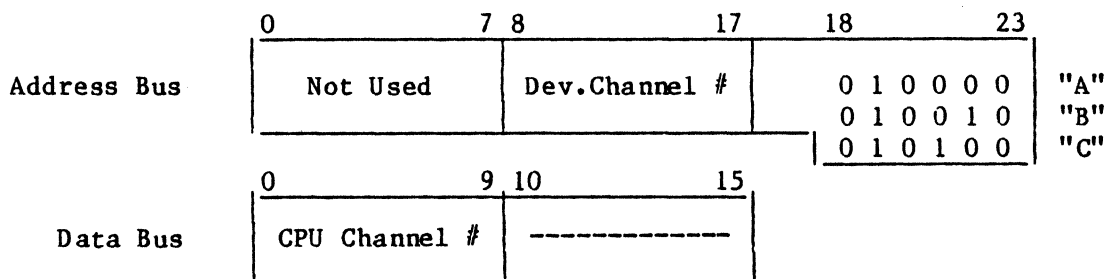 0 7 8 17 18 23
Address Bus Not Used Dev.Channel # 0 1 0 0 0 0 "A"
0 1 0 0 1 0 "B"
0 1 0 1 0 0 "C"
0 9 10 15
Data Bus CPU Channel # --------------